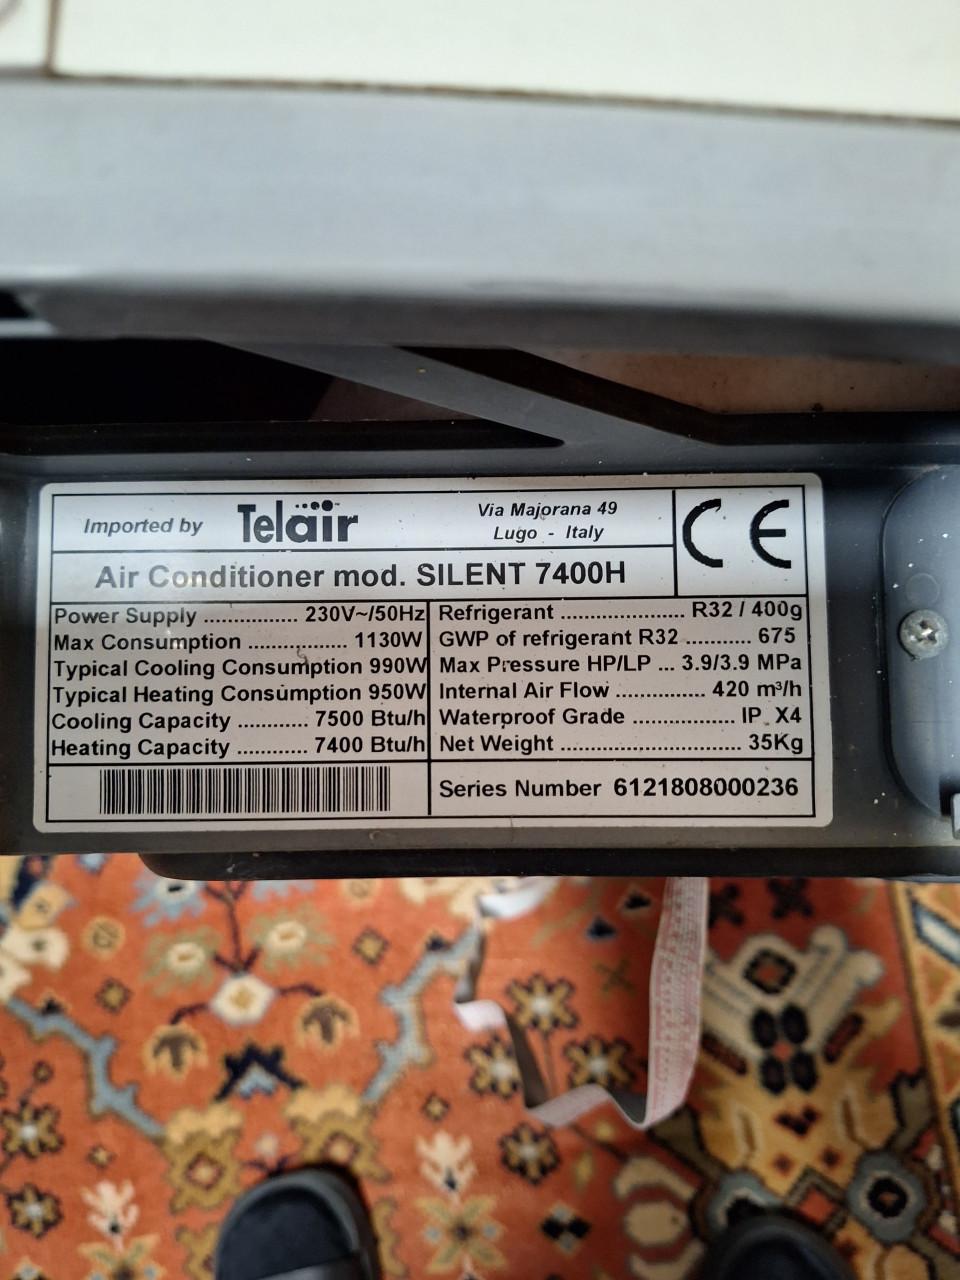 Imported by Telair Via Majorana 49
Lugo - Italy
CE
Air Conditioner mod. SILENT 7400H
Power Supply ................ 230V~/50Hz
Max Consumption ................. 1130W
Typical Cooling Consumption 990W
Typical Heating Consumption 950W
Cooling Capacity ............ 7500 Btu/h
Heating Capacity ............ 7400 Btu/h
Refrigerant ..................... R32 / 400g
GWP of refrigerant R32 ........... 675
Max Pressure HP/LP ... 3.9/3.9 MPa
Internal Air Flow ............... 420 m³/h
Waterproof Grade ................. IP X4
Net Weight ............................... 35Kg
Series Number 6121808000236